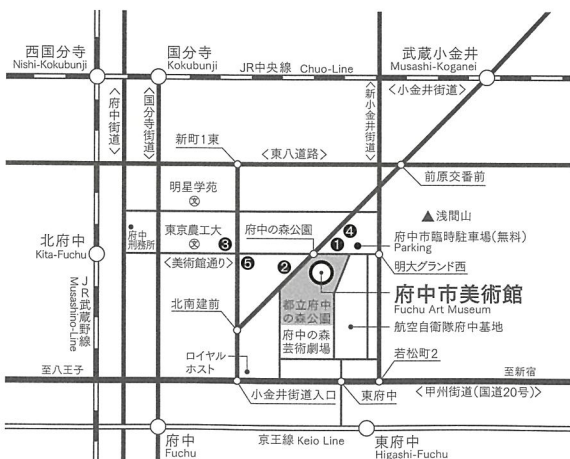 西国分寺
Nishi-Kokubunji
国分寺
Kokubunji
JR中央線 Chuo-Line
武蔵小金井
Musashi-Koganei
〈府中街道〉
〈国分寺街道〉
〈新小金井街道〉
〈小金井街道〉
新町1東
〈東八道路〉
前原交番前
明星学苑
文
浅間山
府中刑務所
東京農工大
文
3
府中の森公園
1
4
府中市臨時駐車場(無料)
Parking
北府中
Kita-Fuchu
〈美術館通り〉
5
2
明大グランド西
府中市美術館
Fuchu Art Museum
JR武蔵野線
Musashino-Line
北南建前
都立府中
の森公園
府中の森
芸術劇場
航空自衛隊府中基地
ロイヤル
ホスト
若松町2
至八王子
至新宿
小金井街道入口
東府中
〈甲州街道(国道20号)〉
府中
Fuchu
京王線 Keio Line
東府中
Higashi-Fuchu